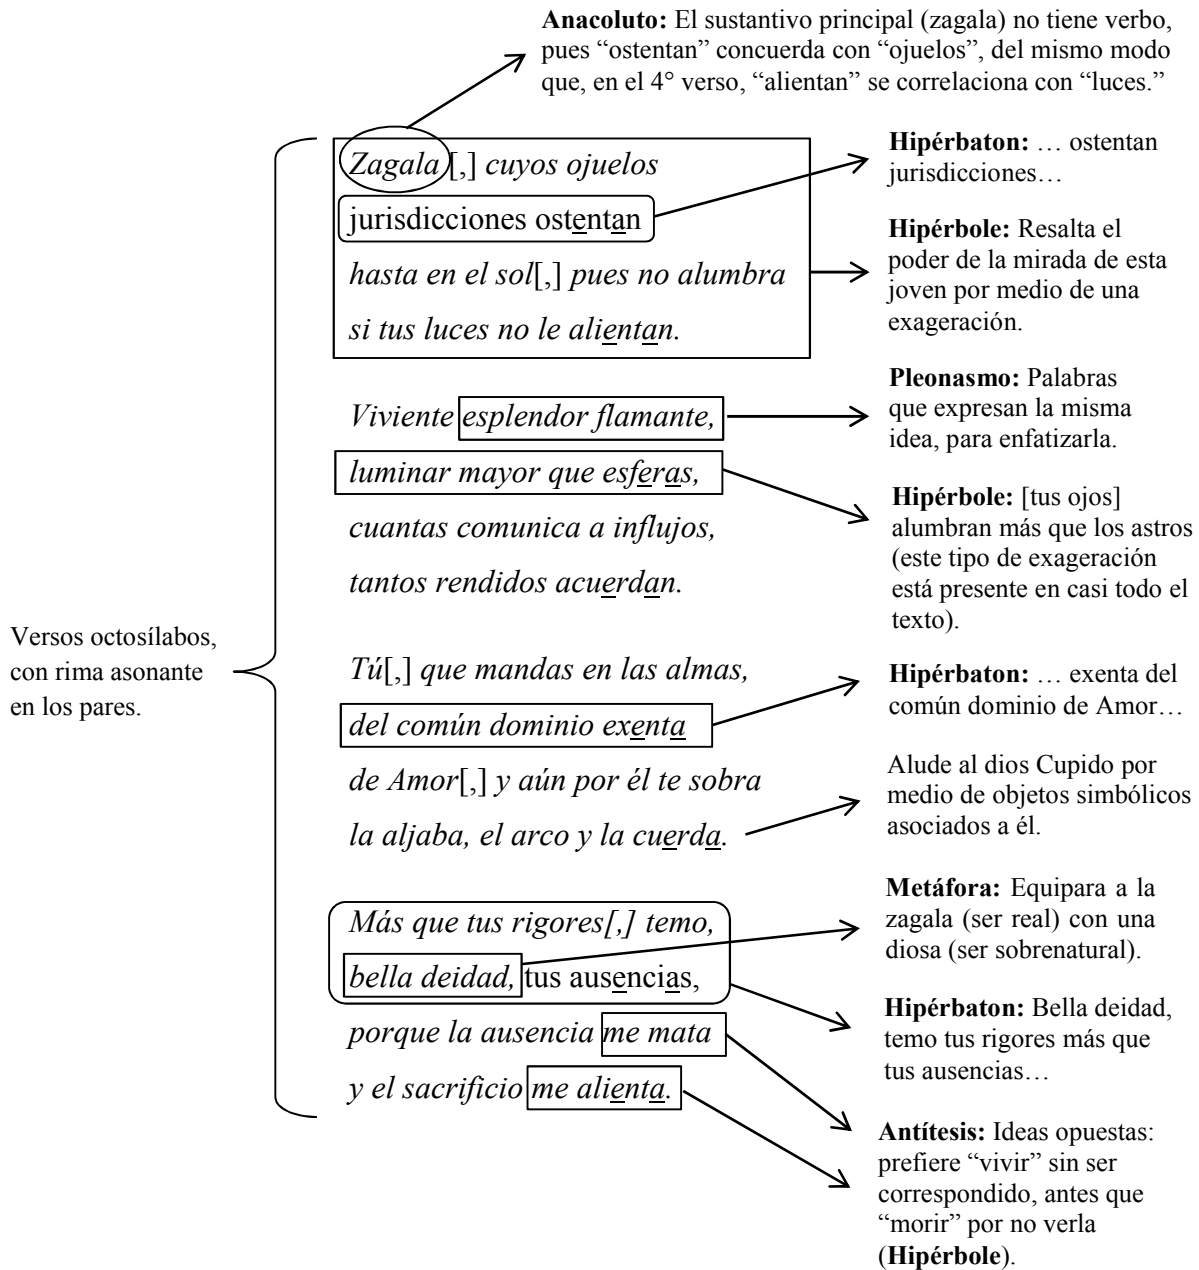 Anacoluto: El sustantivo principal (zagala) no tiene verbo,
pues “ostentan” concuerda con “ojuelos”, del mismo modo
que, en el 4° verso, “alientan” se correlaciona con “luces.”
Versos octosílabos,
con rima asonante
en los pares.
Zagala[,] cuyos ojuelos
jurisdicciones ostentan
hasta en el sol[,] pues no alumbra
si tus luces no le alientan.
Viviente esplendor flamante,
luminar mayor que esferas,
cuantas comunica a influjos,
tantos rendidos acuerdan.
Tú[,] que mandas en las almas,
del común dominio exenta
de Amor[,] y aún por él te sobra
la aljaba, el arco y la cuerda.
Más que tus rigores[,] temo,
bella deidad, tus ausencias,
porque la ausencia me mata
y el sacrificio me alienta.
Hipérbaton: … ostentan
jurisdicciones…
Hipérbole: Resalta el
poder de la mirada de esta
joven por medio de una
exageración.
Pleonasmo: Palabras
que expresan la misma
idea, para enfatizarla.
Hipérbole: [tus ojos]
alumbran más que los astros
(este tipo de exageración
está presente en casi todo el
texto).
Hipérbaton: … exenta del
común dominio de Amor…
Alude al dios Cupido por
medio de objetos simbólicos
asociados a él.
Metáfora: Equipara a la
zagala (ser real) con una
diosa (ser sobrenatural).
Hipérbaton: Bella deidad,
temo tus rigores más que
tus ausencias…
Antítesis: Ideas opuestas:
prefiere “vivir” sin ser
correspondido, antes que
“morir” por no verla
(Hipérbole).